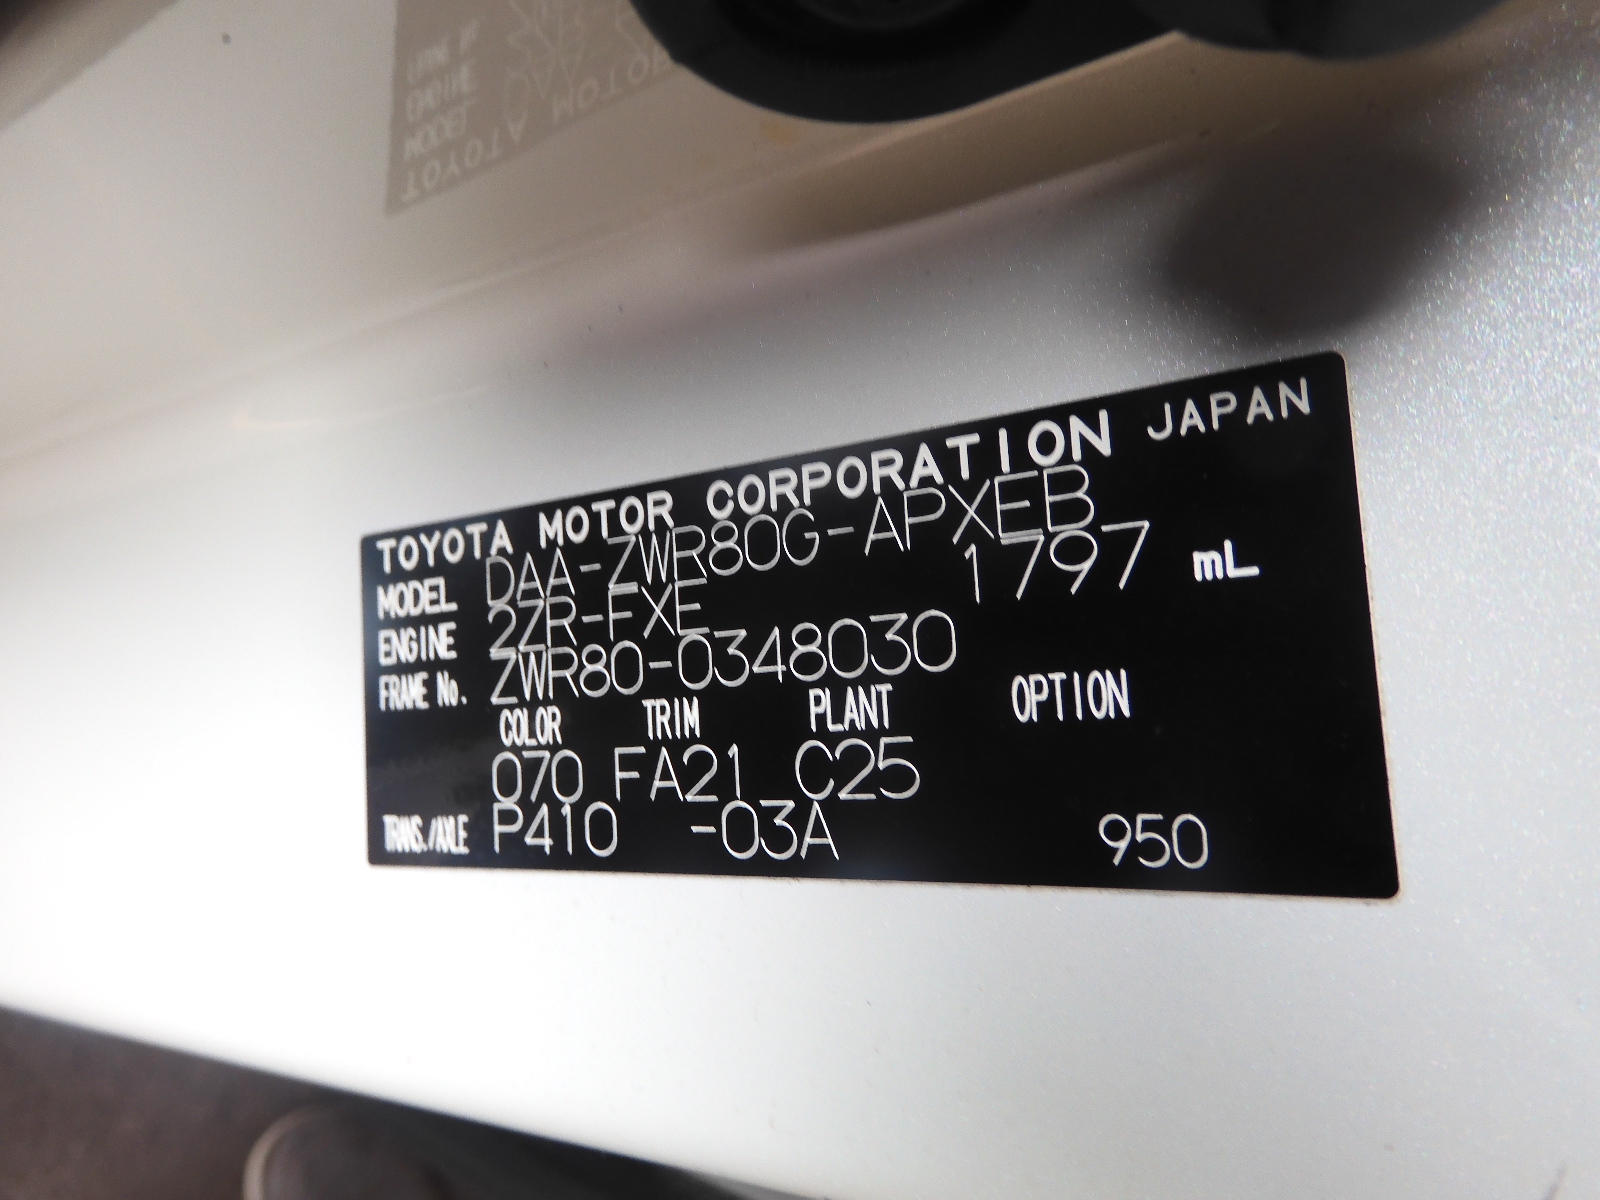 TOYOTA MOTOR CORPORATION JAPAN
MODEL DAA-ZWR80G-APXEB
ENGINE 2ZR-FXE 1797 mL
FRAME No. ZWR80-0348030
COLOR TRIM PLANT OPTION
070 FA21 C25
TRANS./AXLE P410 -03A 950